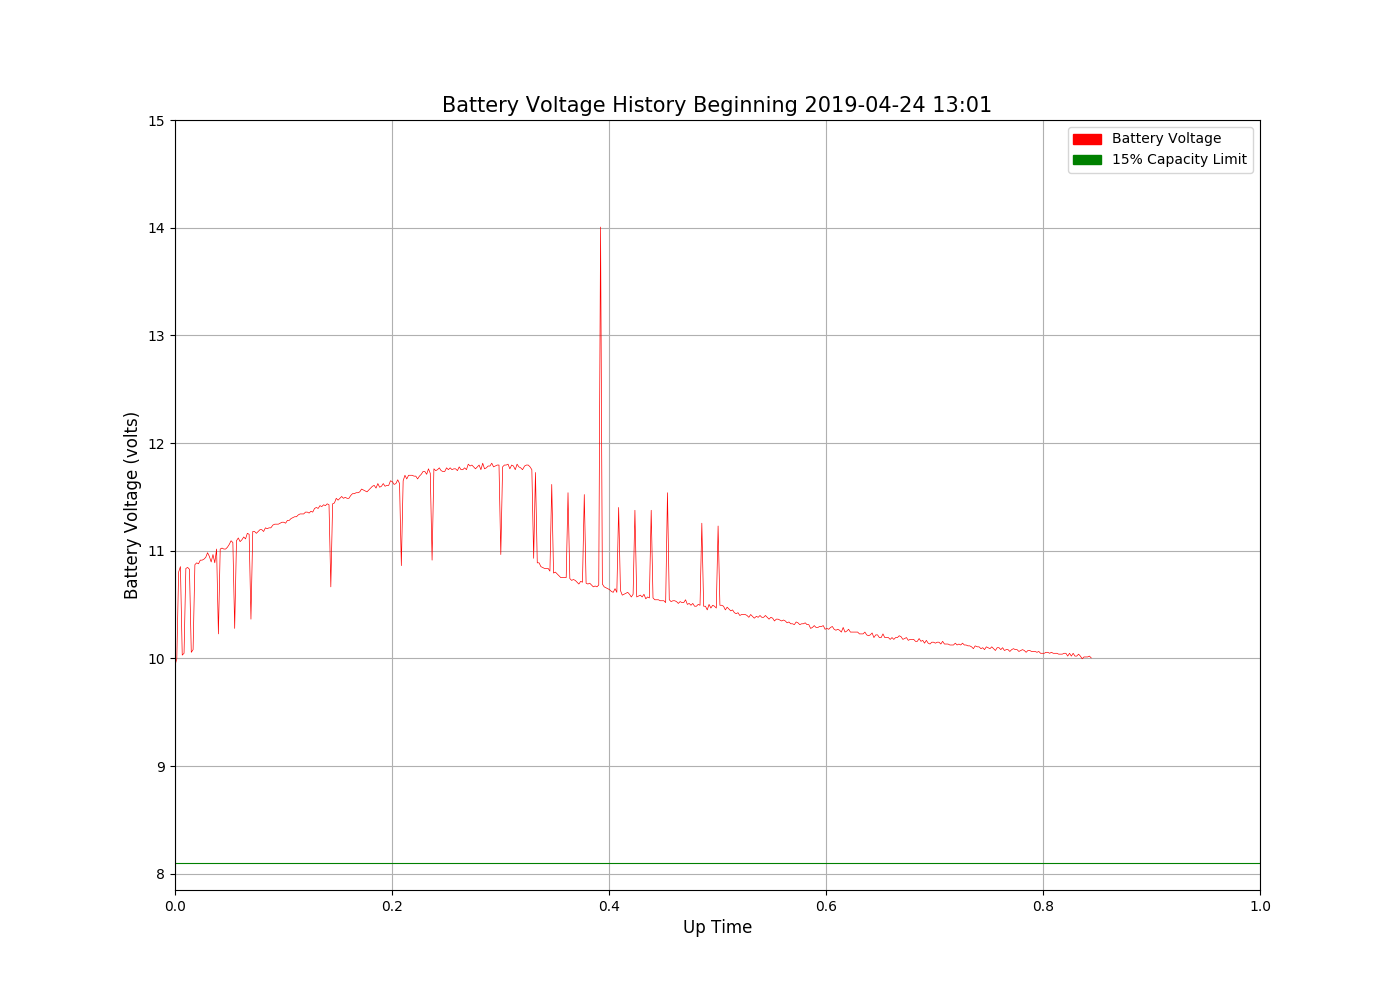 Battery Voltage History Beginning 2019-04-24 13:01
Battery Voltage
15% Capacity Limit
Battery Voltage (volts)
15
14
13
12
11
10
9
8
0.0 0.2 0.4 0.6 0.8 1.0
Up Time